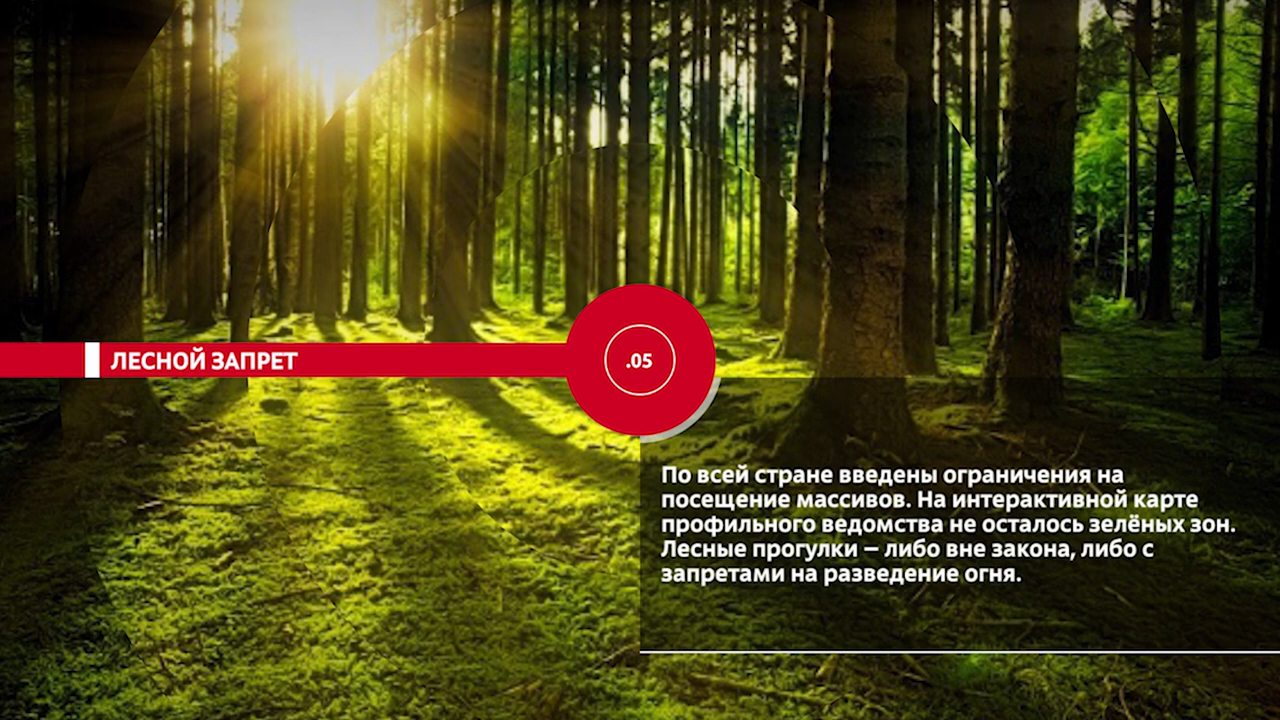 ЛЕСНОЙ ЗАПРЕТ
.05
По всей стране введены ограничения на
посещение массивов. На интерактивной карте
профильного ведомства не осталось зелёных зон.
Лесные прогулки – либо вне закона, либо с
запретами на разведение огня.